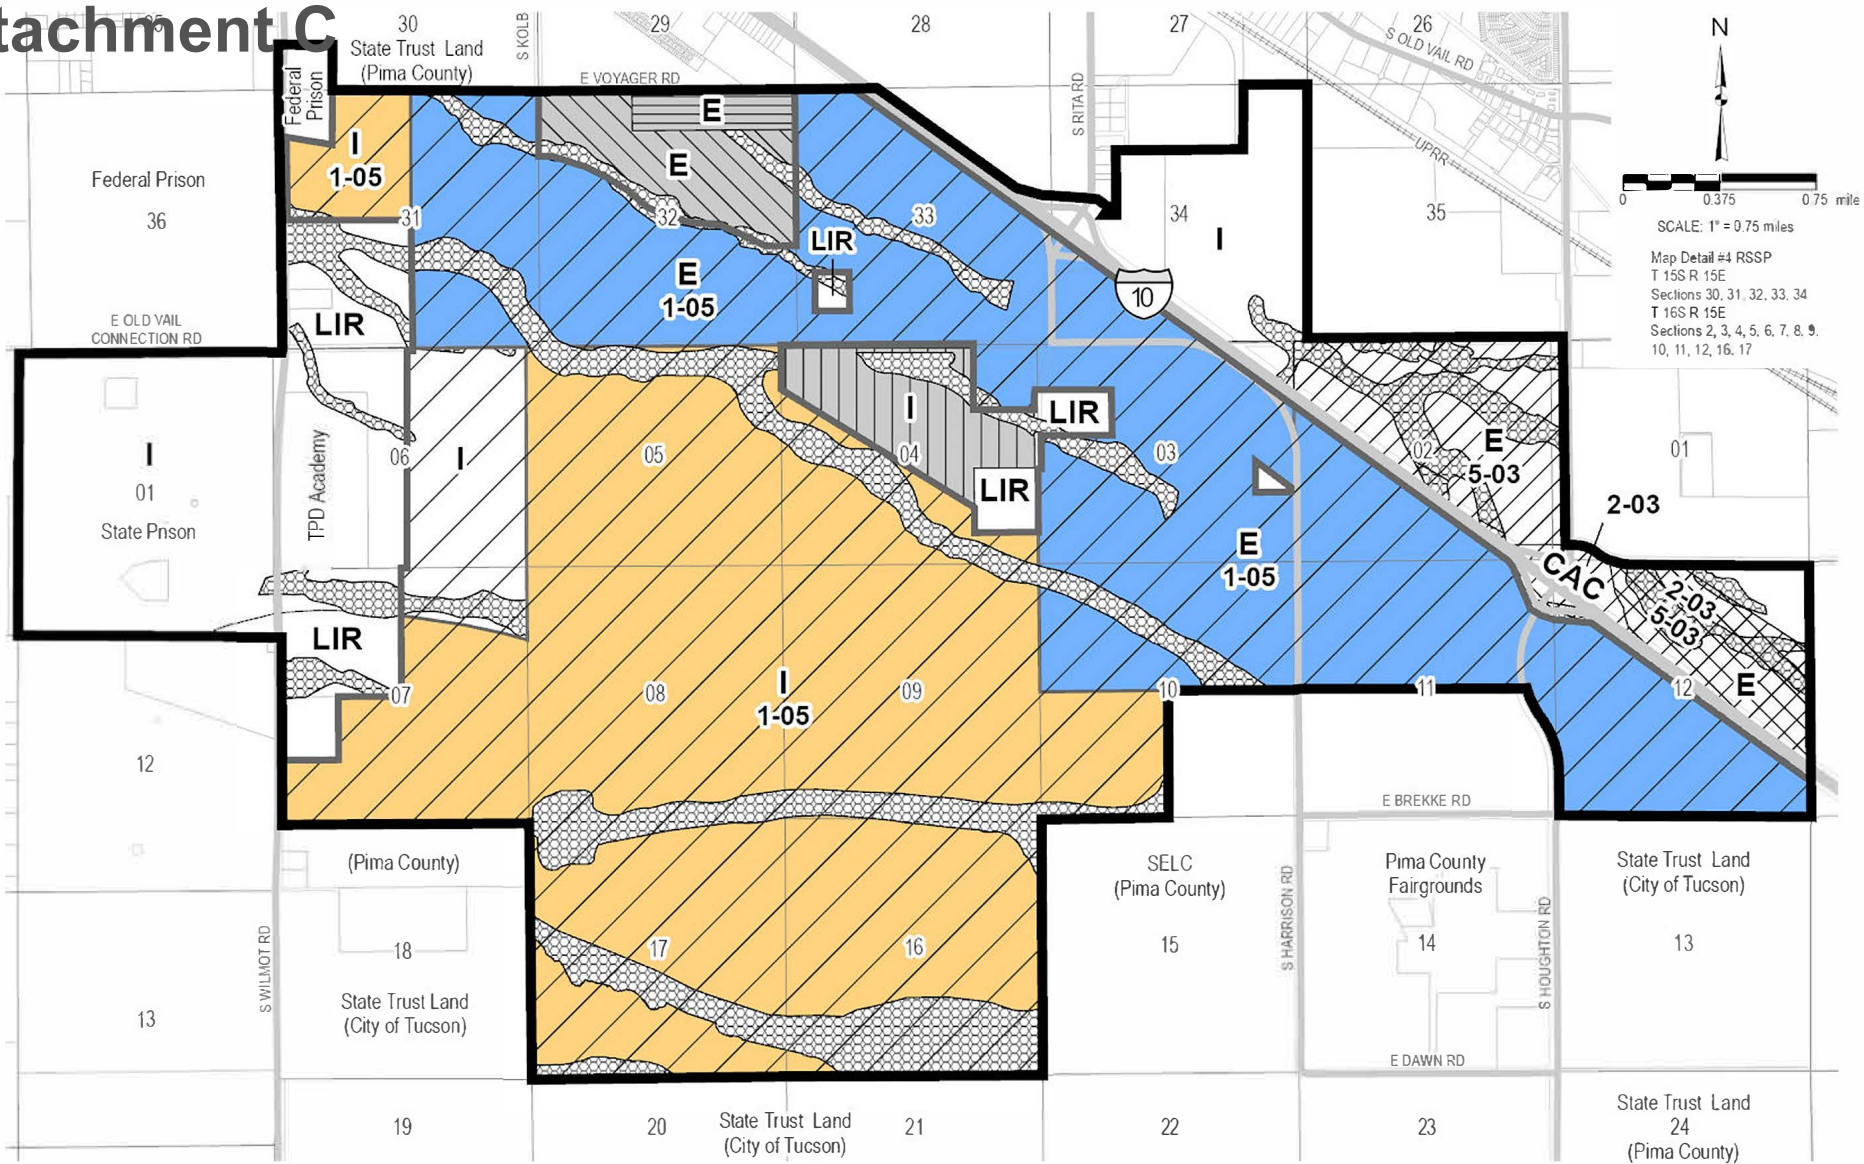 tachment C
30
29
28
27
26
State Trust Land
(Pima County)
S KOLB
E VOYAGER RD
S RITA RD
S OLD VAIL RD
UPRR
N
0 0.375 0.75 mile
SCALE: 1" = 0.75 miles
Map Detail #4 RSSP
T 15S R 15E
Sections 30, 31, 32, 33, 34
T 16S R 15E
Sections 2, 3, 4, 5, 6, 7, 8, 9,
10, 11, 12, 16, 17
Federal
Prison
Federal Prison
36
I
1-05
31
E
E
32
33
LIR
E
1-05
34
I
35
10
E OLD VAIL
CONNECTION RD
LIR
I
01
State Prison
TPD Academy
06
I
05
I
04
LIR
LIR
03
E
1-05
02
E
5-03
01
2-03
CAC
2-03
5-03
E
12
LIR
07
08
I
1-05
09
10
11
12
E BREKKE RD
(Pima County)
18
State Trust Land
(City of Tucson)
S WILMOT RD
13
17
16
SELC
(Pima County)
15
S HARRISON RD
Pima County
Fairgrounds
14
S HOUGHTON RD
State Trust Land
(City of Tucson)
13
E DAWN RD
19
20
State Trust Land
(City of Tucson)
21
22
23
State Trust Land
24
(Pima County)